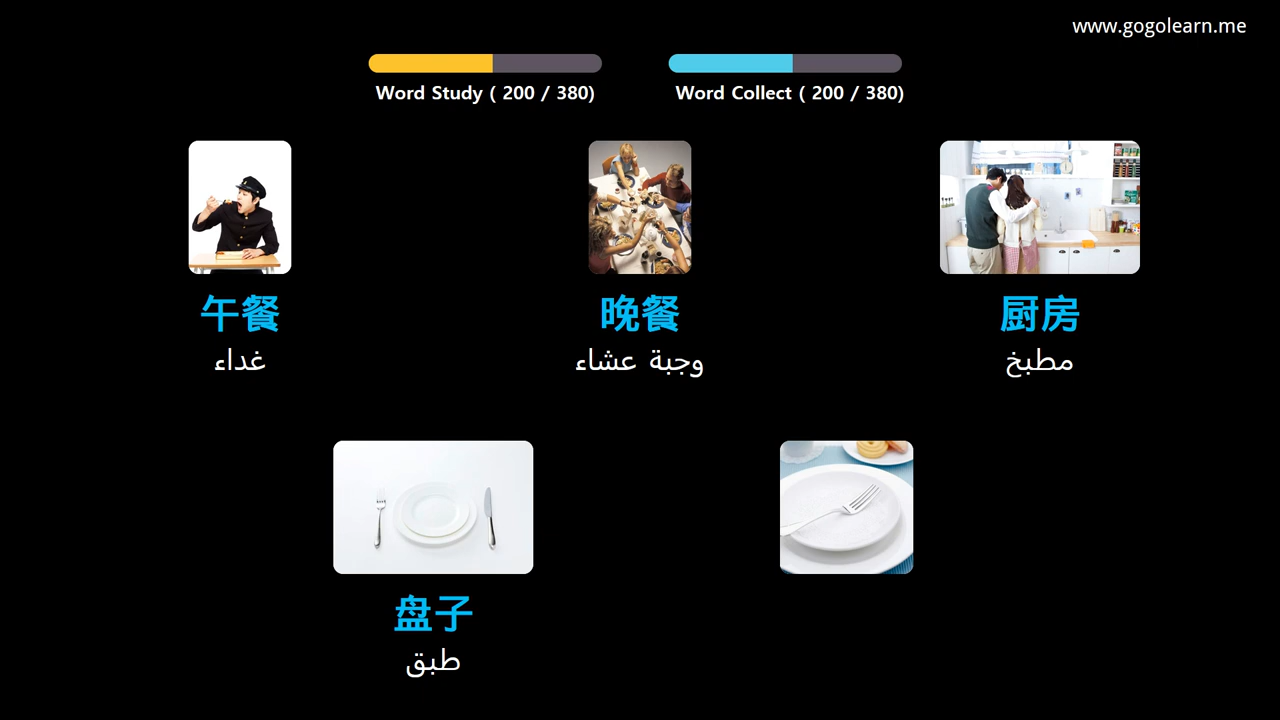 www.gogolearn.me
Word Study ( 200 / 380)
Word Collect ( 200 / 380)
午餐
غداء
晚餐
وجبة عشاء
厨房
مطبخ
盘子
طبق